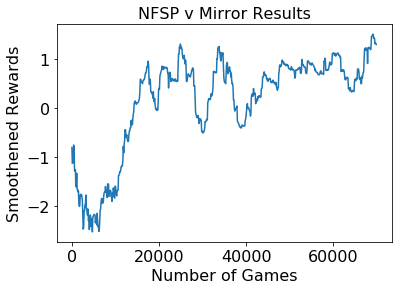 NFSP v Mirror Results
Smoothened Rewards
1
0
−1
−2
0 20000 40000 60000
Number of Games